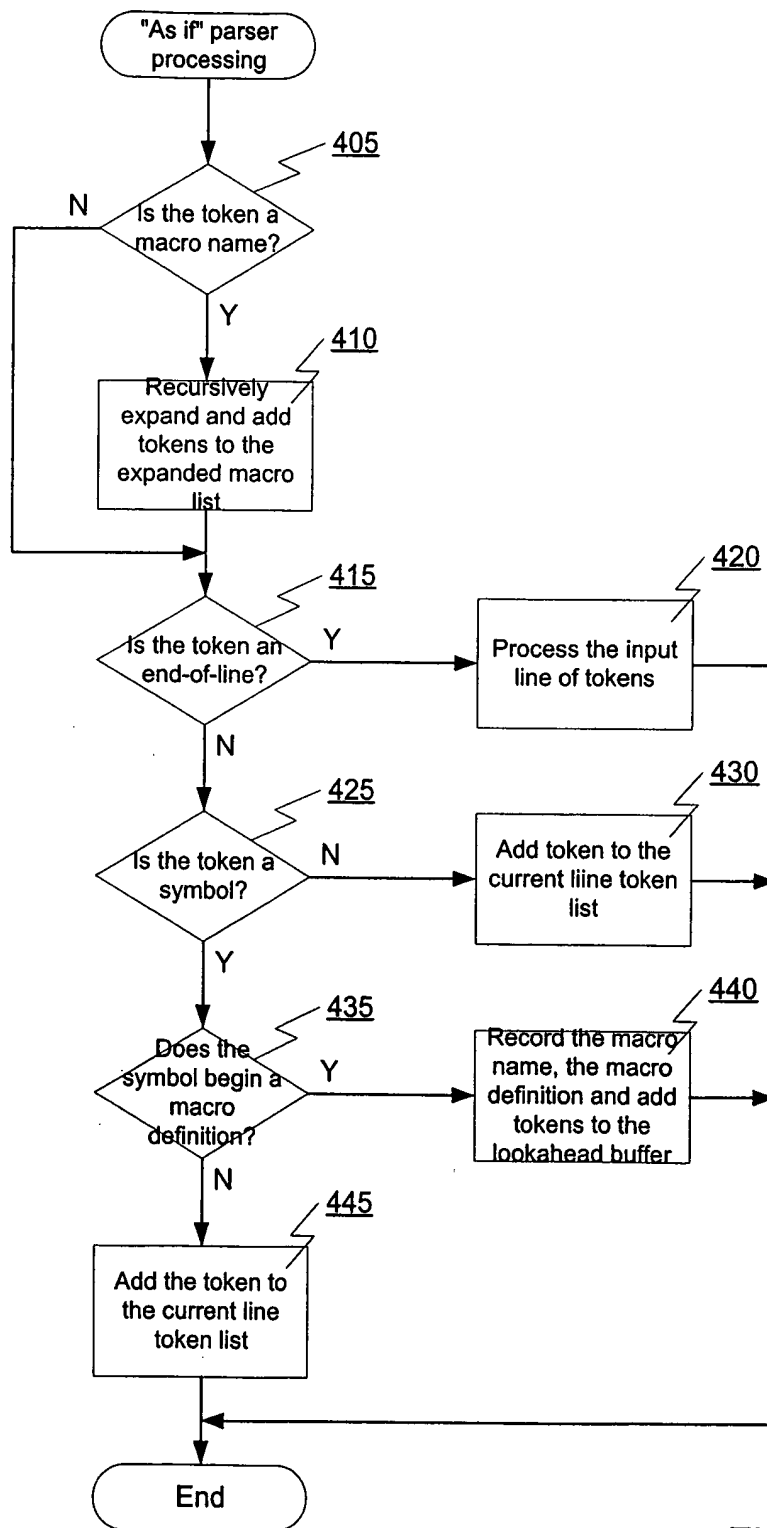 "As if" parser
processing
405
N
Is the token a
macro name?
Y
410
Recursively
expand and add
tokens to the
expanded macro
list
415
420
Is the token an
end-of-line?
Y
Process the input
line of tokens
N
425
430
Is the token a
symbol?
N
Add token to the
current liine token
list
Y
435
440
Does the
symbol begin a
macro
definition?
Y
Record the macro
name, the macro
definition and add
tokens to the
lookahead buffer
N
445
Add the token to
the current line
token list
End